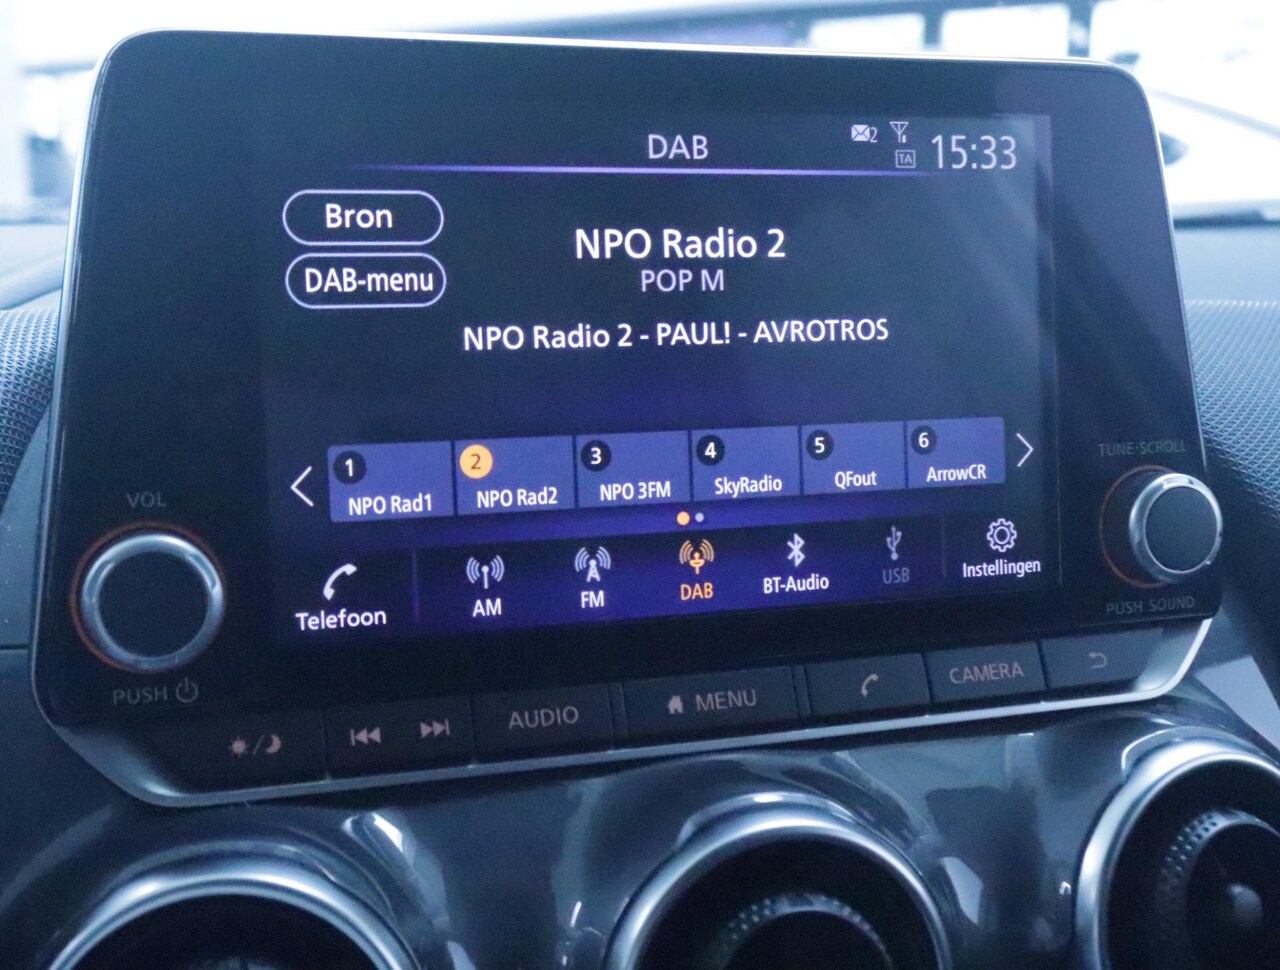 DAB
2
TA
15:33
Bron
DAB-menu
NPO Radio 2
POP M
NPO Radio 2 - PAUL! - AVROTROS
1 NPO Rad1
2 NPO Rad2
3 NPO 3FM
4 SkyRadio
5 QFout
6 ArrowCR
Telefoon
AM
FM
DAB
BT-Audio
USB
Instellingen
VOL
PUSH
TUNE·SCROLL
PUSH SOUND
AUDIO
MENU
CAMERA